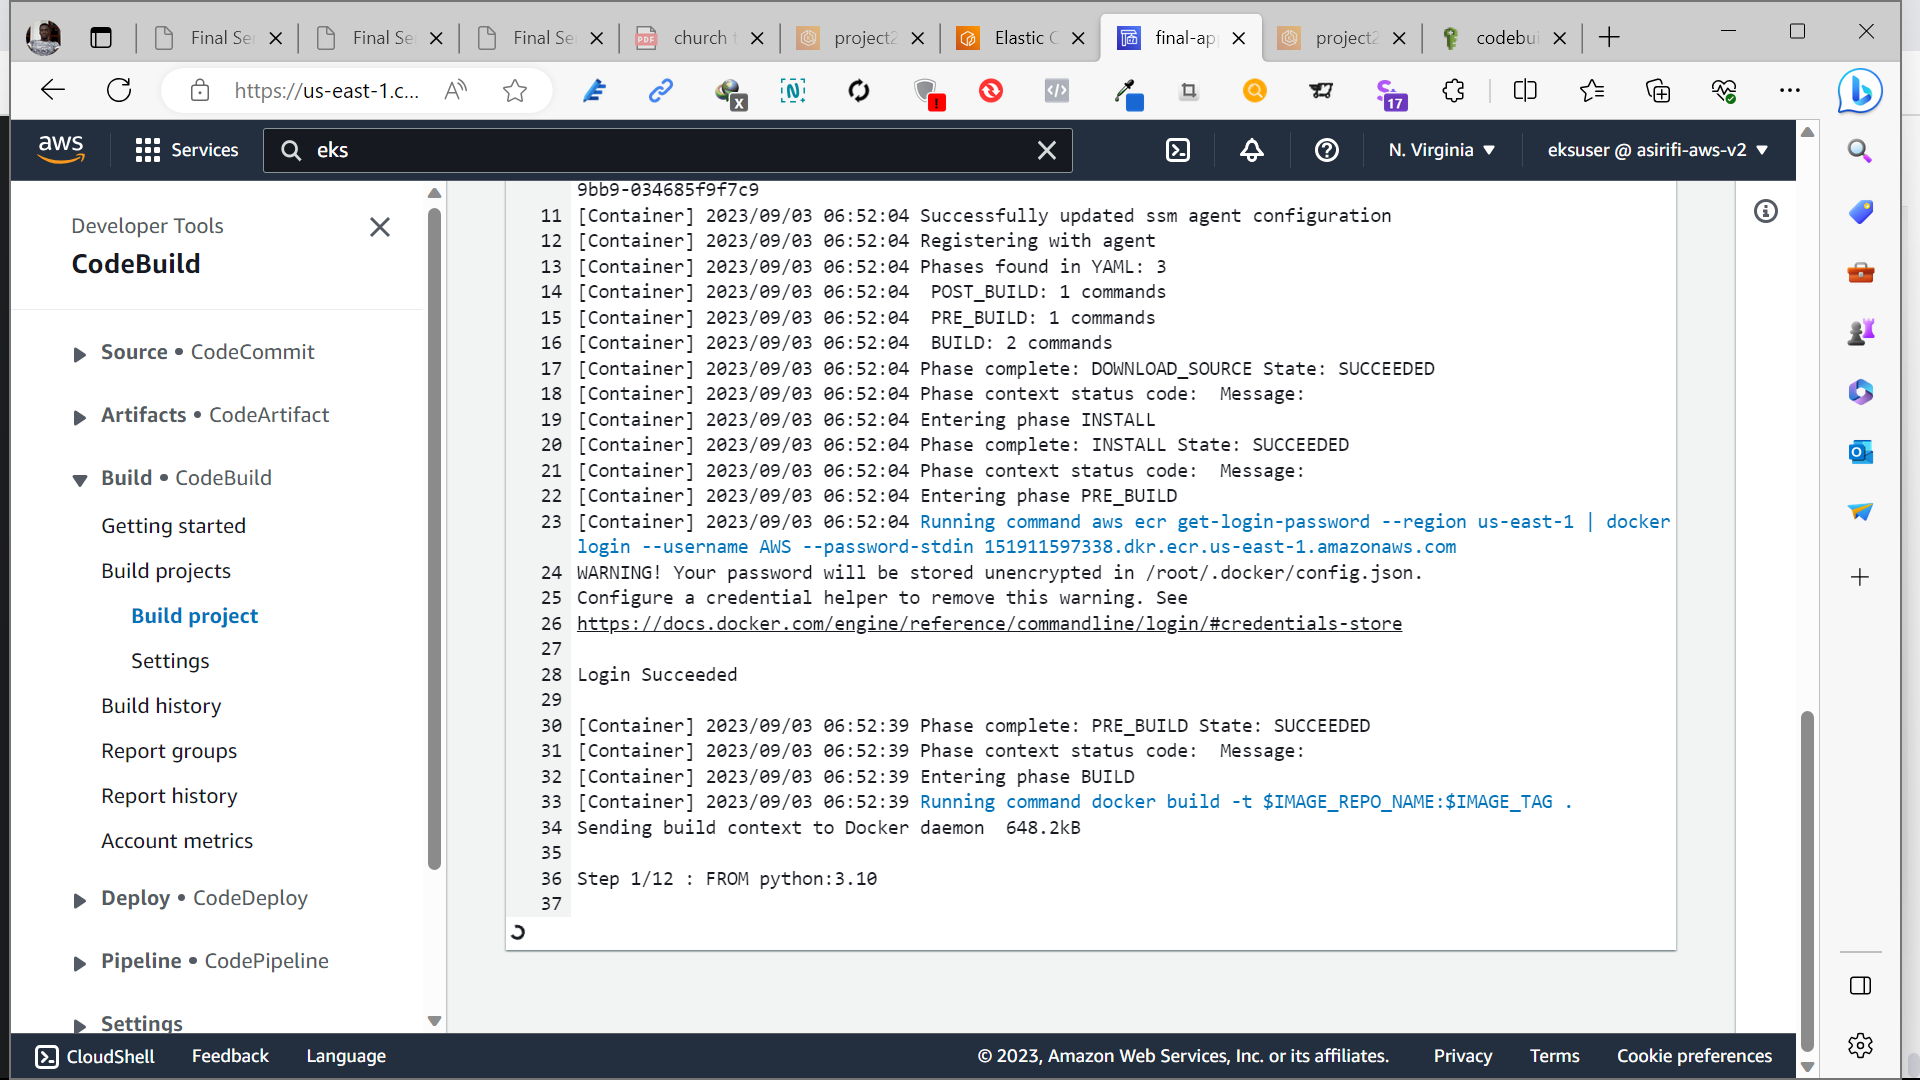 Final Se
Final Se
Final Se
church t
project2
Elastic C
final-app
project2
codebui
https://us-east-1.c...
17
aws
Services
eks
N. Virginia
eksuser @ asirifi-aws-v2
Developer Tools
CodeBuild
Source • CodeCommit
Artifacts • CodeArtifact
Build • CodeBuild
Getting started
Build projects
Build project
Settings
Build history
Report groups
Report history
Account metrics
Deploy • CodeDeploy
Pipeline • CodePipeline
Settings
9bb9-034685f9f7c9
11 [Container] 2023/09/03 06:52:04 Successfully updated ssm agent configuration
12 [Container] 2023/09/03 06:52:04 Registering with agent
13 [Container] 2023/09/03 06:52:04 Phases found in YAML: 3
14 [Container] 2023/09/03 06:52:04  POST_BUILD: 1 commands
15 [Container] 2023/09/03 06:52:04  PRE_BUILD: 1 commands
16 [Container] 2023/09/03 06:52:04  BUILD: 2 commands
17 [Container] 2023/09/03 06:52:04 Phase complete: DOWNLOAD_SOURCE State: SUCCEEDED
18 [Container] 2023/09/03 06:52:04 Phase context status code:  Message:
19 [Container] 2023/09/03 06:52:04 Entering phase INSTALL
20 [Container] 2023/09/03 06:52:04 Phase complete: INSTALL State: SUCCEEDED
21 [Container] 2023/09/03 06:52:04 Phase context status code:  Message:
22 [Container] 2023/09/03 06:52:04 Entering phase PRE_BUILD
23 [Container] 2023/09/03 06:52:04 Running command aws ecr get-login-password --region us-east-1 | docker
login --username AWS --password-stdin 151911597338.dkr.ecr.us-east-1.amazonaws.com
24 WARNING! Your password will be stored unencrypted in /root/.docker/config.json.
25 Configure a credential helper to remove this warning. See
26 https://docs.docker.com/engine/reference/commandline/login/#credentials-store
27
28 Login Succeeded
29
30 [Container] 2023/09/03 06:52:39 Phase complete: PRE_BUILD State: SUCCEEDED
31 [Container] 2023/09/03 06:52:39 Phase context status code:  Message:
32 [Container] 2023/09/03 06:52:39 Entering phase BUILD
33 [Container] 2023/09/03 06:52:39 Running command docker build -t $IMAGE_REPO_NAME:$IMAGE_TAG .
34 Sending build context to Docker daemon  648.2kB
35
36 Step 1/12 : FROM python:3.10
37
CloudShell
Feedback
Language
© 2023, Amazon Web Services, Inc. or its affiliates.
Privacy
Terms
Cookie preferences